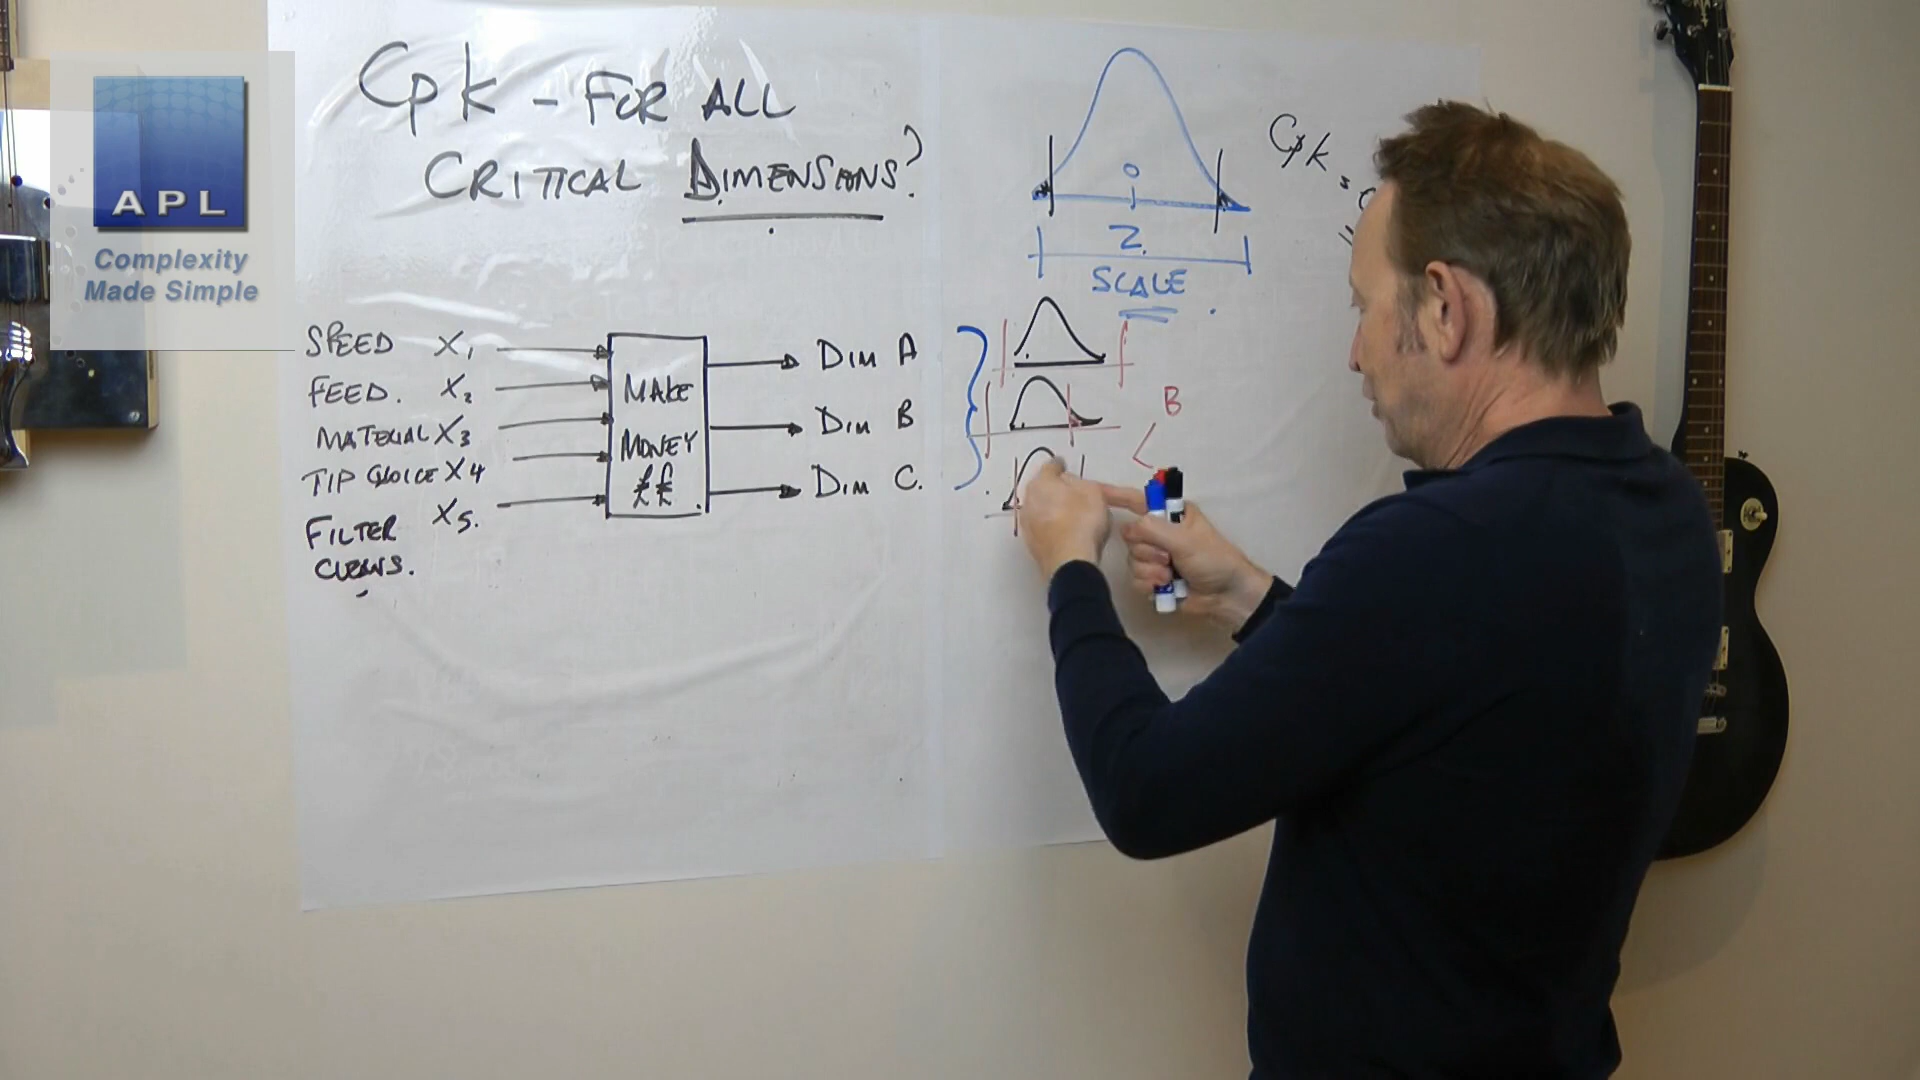 Cpk - FOR ALL
CRITICAL DIMENSIONS?
APL
Complexity
Made Simple
O
Z
SCALE
Cpk
SPEED X1
FEED. X2
MATERIAL X3
TIP CHOICE X4
X5.
FILTER
CLEANS.
MAKE
MONEY
££
DIM A
DIM B
DIM C.
B